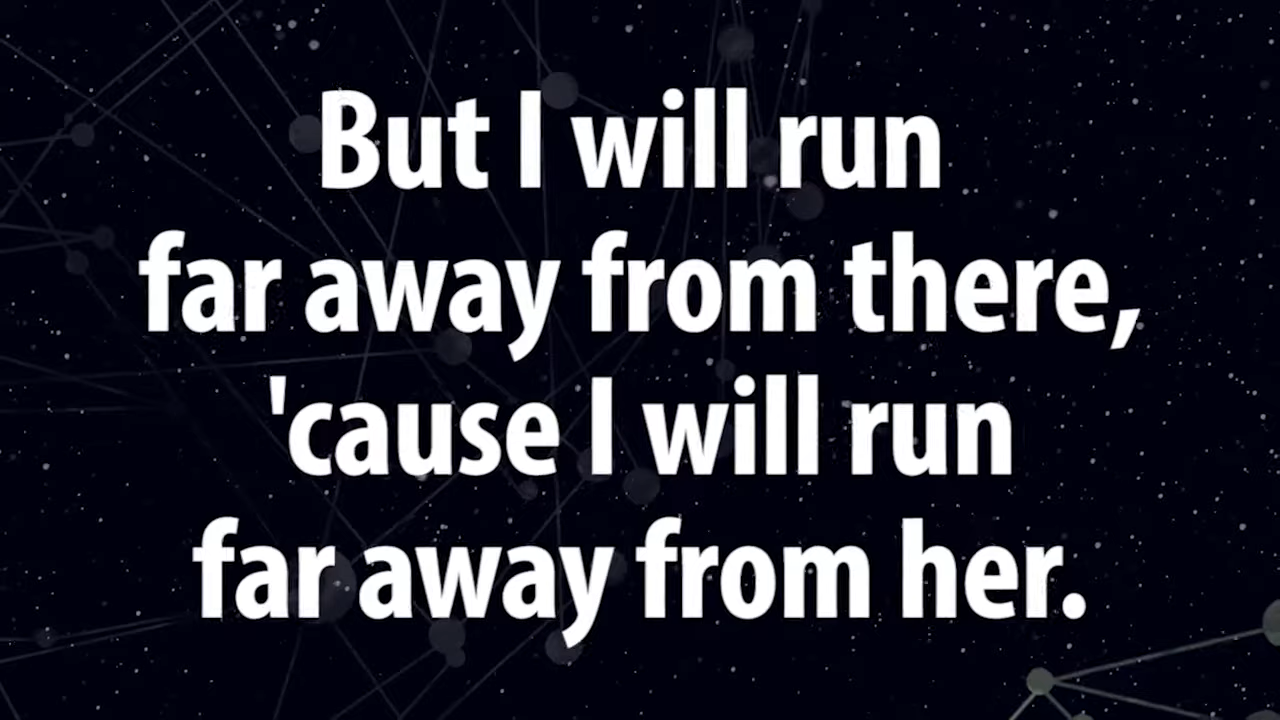 But I will run
far away from there,
'cause I will run
far away from her.